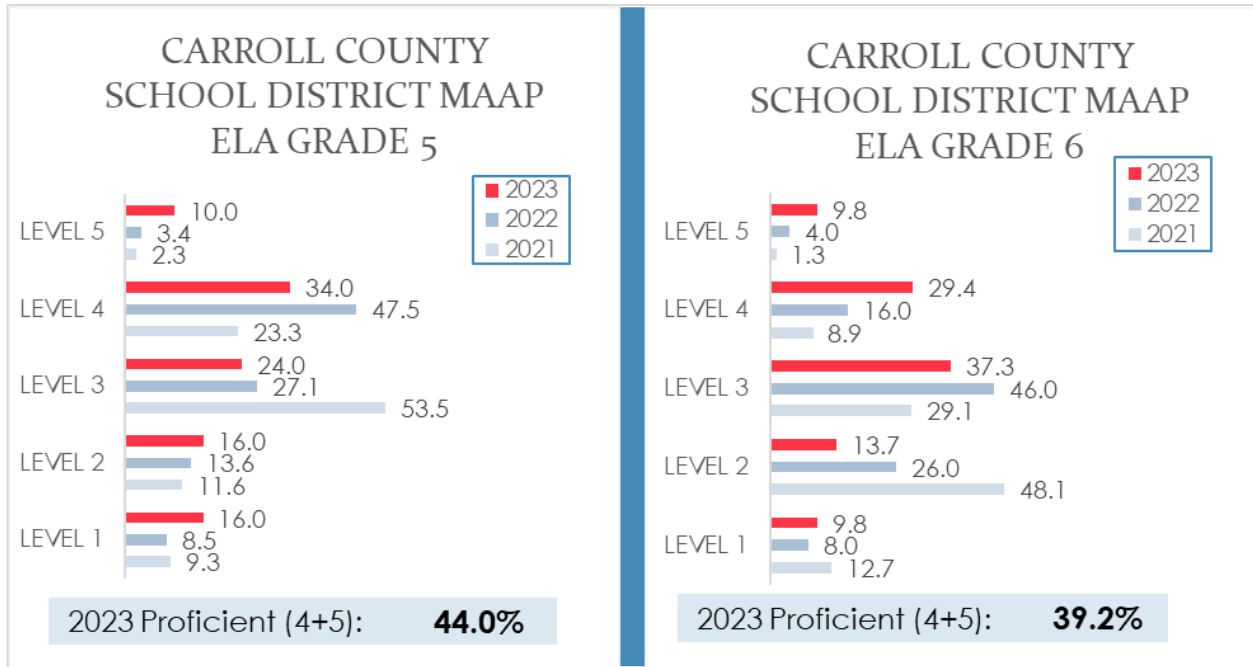 CARROLL COUNTY
SCHOOL DISTRICT MAAP
ELA GRADE 5
2023
2022
2021
LEVEL 5
10.0
3.4
2.3
LEVEL 4
34.0
47.5
23.3
LEVEL 3
24.0
27.1
53.5
LEVEL 2
16.0
13.6
11.6
LEVEL 1
16.0
8.5
9.3
2023 Proficient (4+5): 44.0%
CARROLL COUNTY
SCHOOL DISTRICT MAAP
ELA GRADE 6
2023
2022
2021
LEVEL 5
9.8
4.0
1.3
LEVEL 4
29.4
16.0
8.9
LEVEL 3
37.3
46.0
29.1
LEVEL 2
13.7
26.0
48.1
LEVEL 1
9.8
8.0
12.7
2023 Proficient (4+5): 39.2%